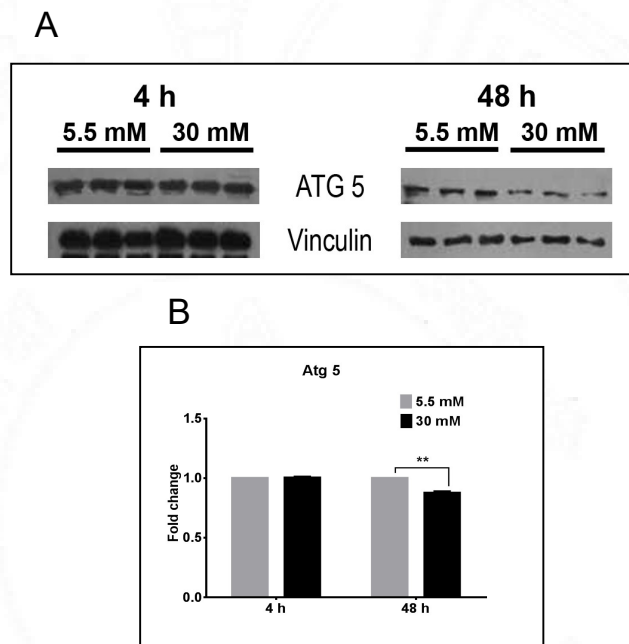 A
4 h
48 h
5.5 mM 30 mM
5.5 mM 30 mM
ATG 5
Vinculin
B
Atg 5
5.5 mM
30 mM
1.5
**
1.0
Fold change
0.5
0.0
4 h
48 h